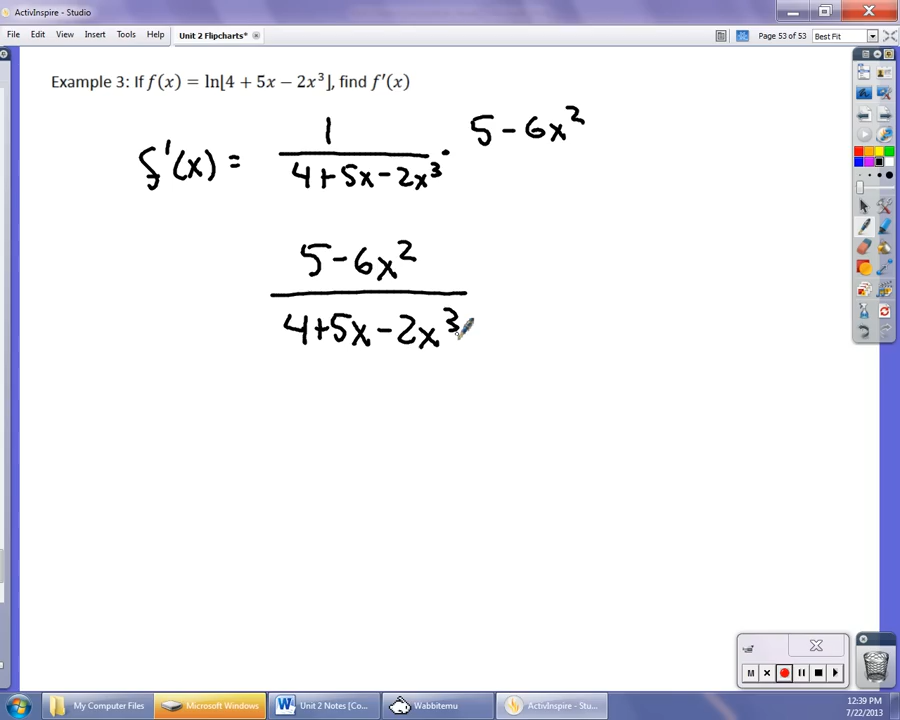 ActivInspire - Studio
File Edit View Insert Tools Help Unit 2 Flipcharts* Page 53 of 53 Best Fit
Example 3: If f(x) = ln⌊4 + 5x − 2x³⌋, find f′(x)
f'(x) = 1/(4+5x-2x³) · 5-6x²
5-6x²
4+5x-2x³
M
My Computer Files Microsoft Windows Unit 2 Notes [Co... Wabbitemu ActivInspire - Stu... 12:39 PM
7/22/2013